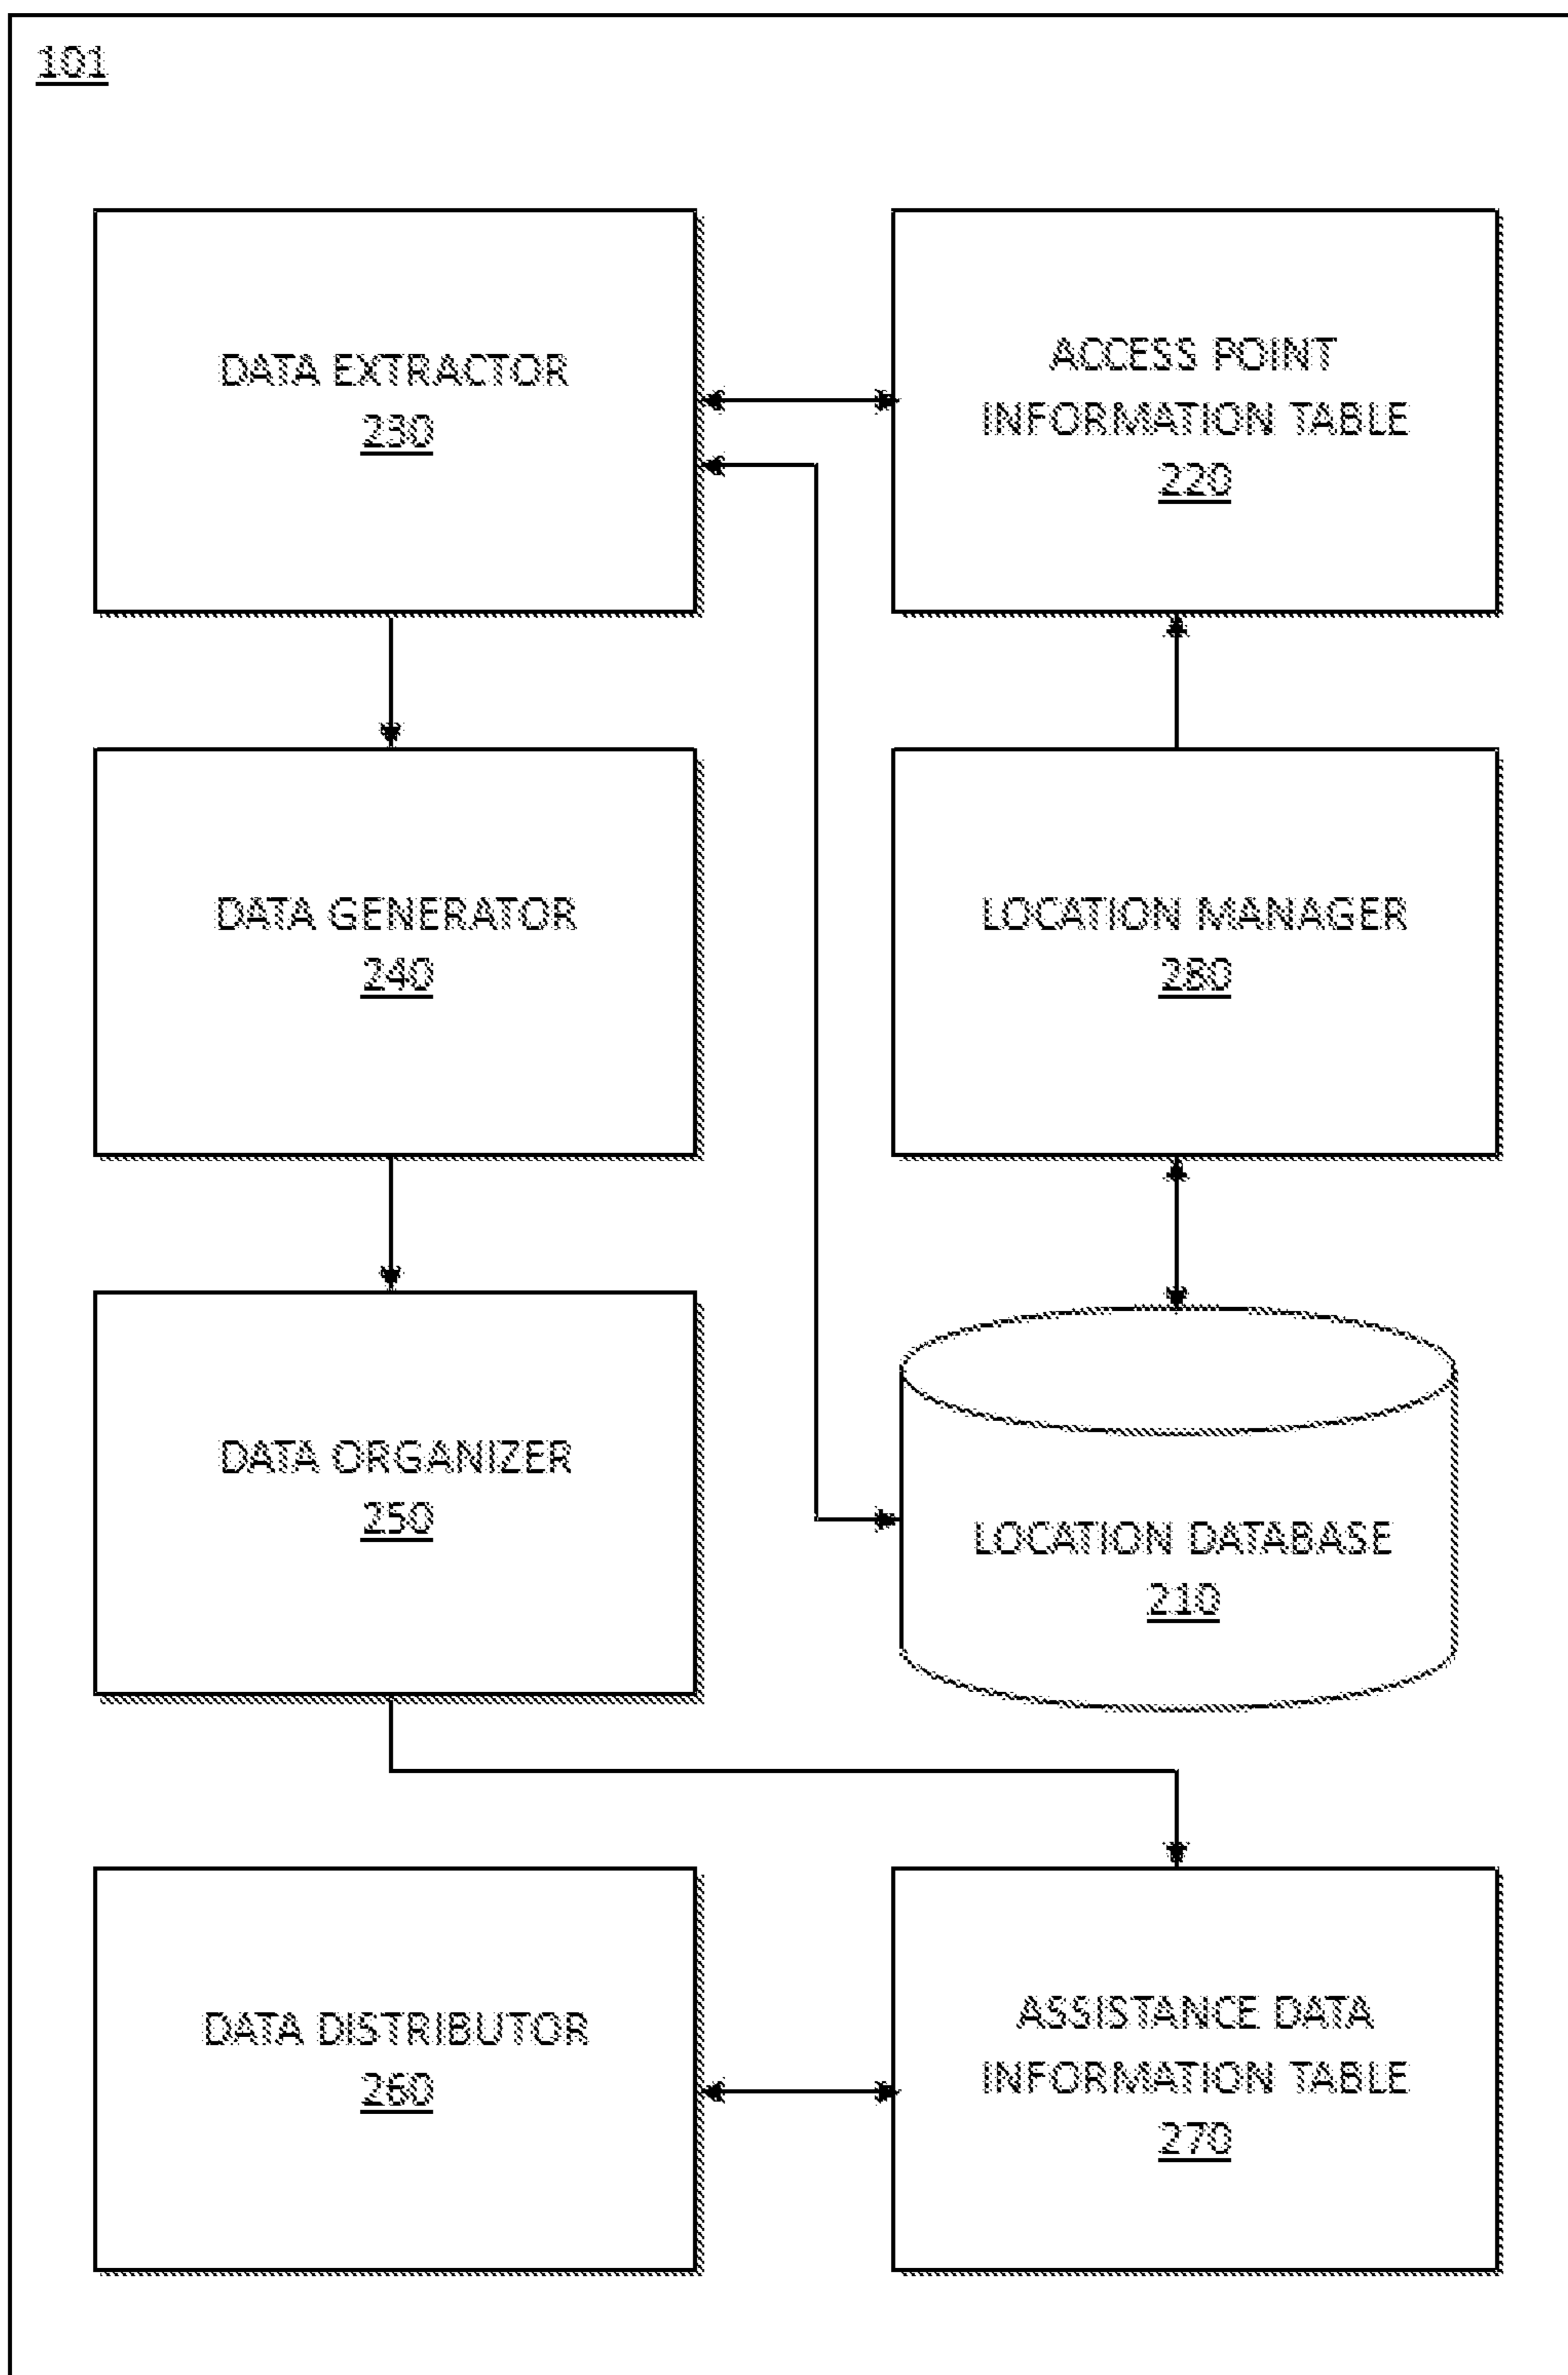 101
DATA EXTRACTOR
230
ACCESS POINT
INFORMATION TABLE
220
DATA GENERATOR
240
LOCATION MANAGER
280
DATA ORGANIZER
250
LOCATION DATABASE
210
DATA DISTRIBUTOR
260
ASSISTANCE DATA
INFORMATION TABLE
270